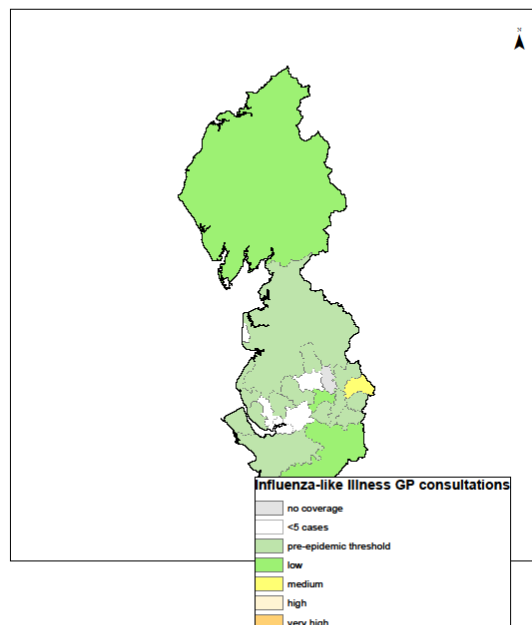 N
Influenza-like Illness GP consultations
no coverage
<5 cases
pre-epidemic threshold
low
medium
high
very high